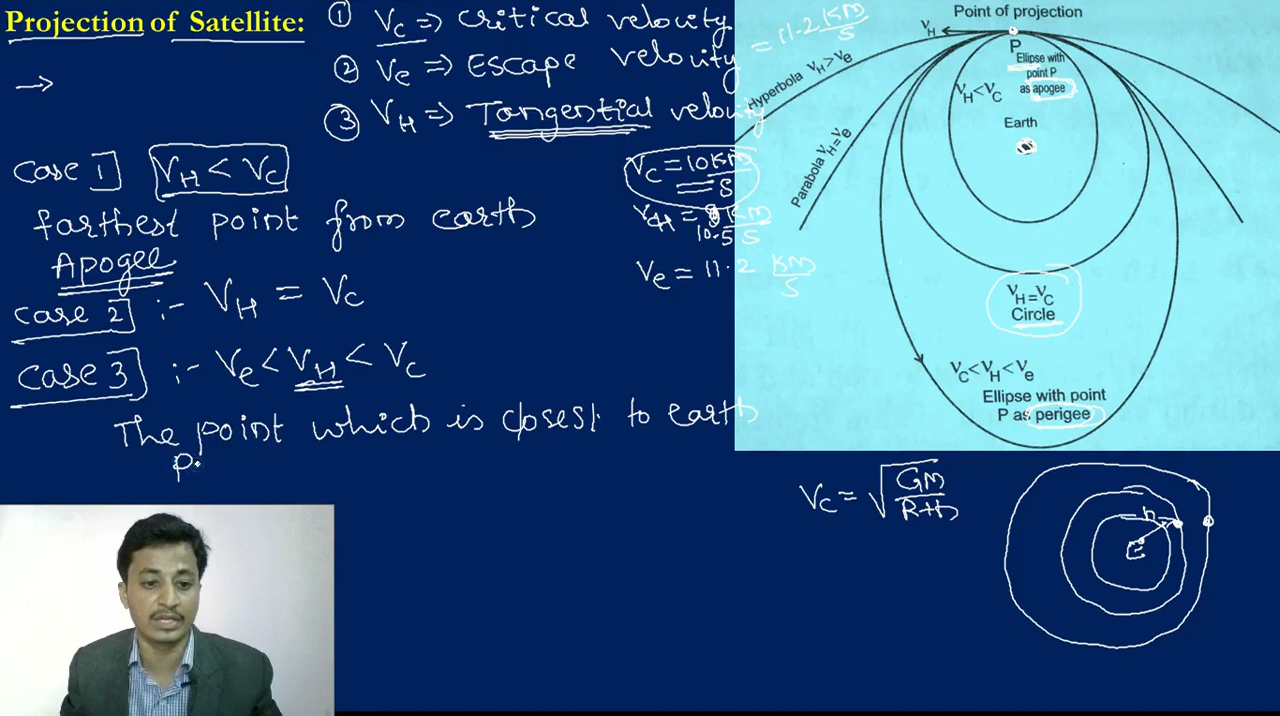 Projection of Satellite:
→
① Vc => Critical velocity
② Ve => Escape velocity = 11.2 KM/S
③ VH => Tangential velocity
Case 1] VH < VC
farthest point from earth
Apogee
Case 2] :- VH = VC
Case 3] :- Ve < VH < VC
The point which is closest to earth
P
VC = 10 KM/S
10.5 KM/S
Ve = 11.2 KM/S
Point of projection
vH
P
Ellipse with
point P
as apogee
vH<vC
Earth
Hyperbola vH>ve
Parabola vH=ve
vH=vC
Circle
vC<vH<ve
Ellipse with point
P as perigee
Vc = √GM/R+h
h
E